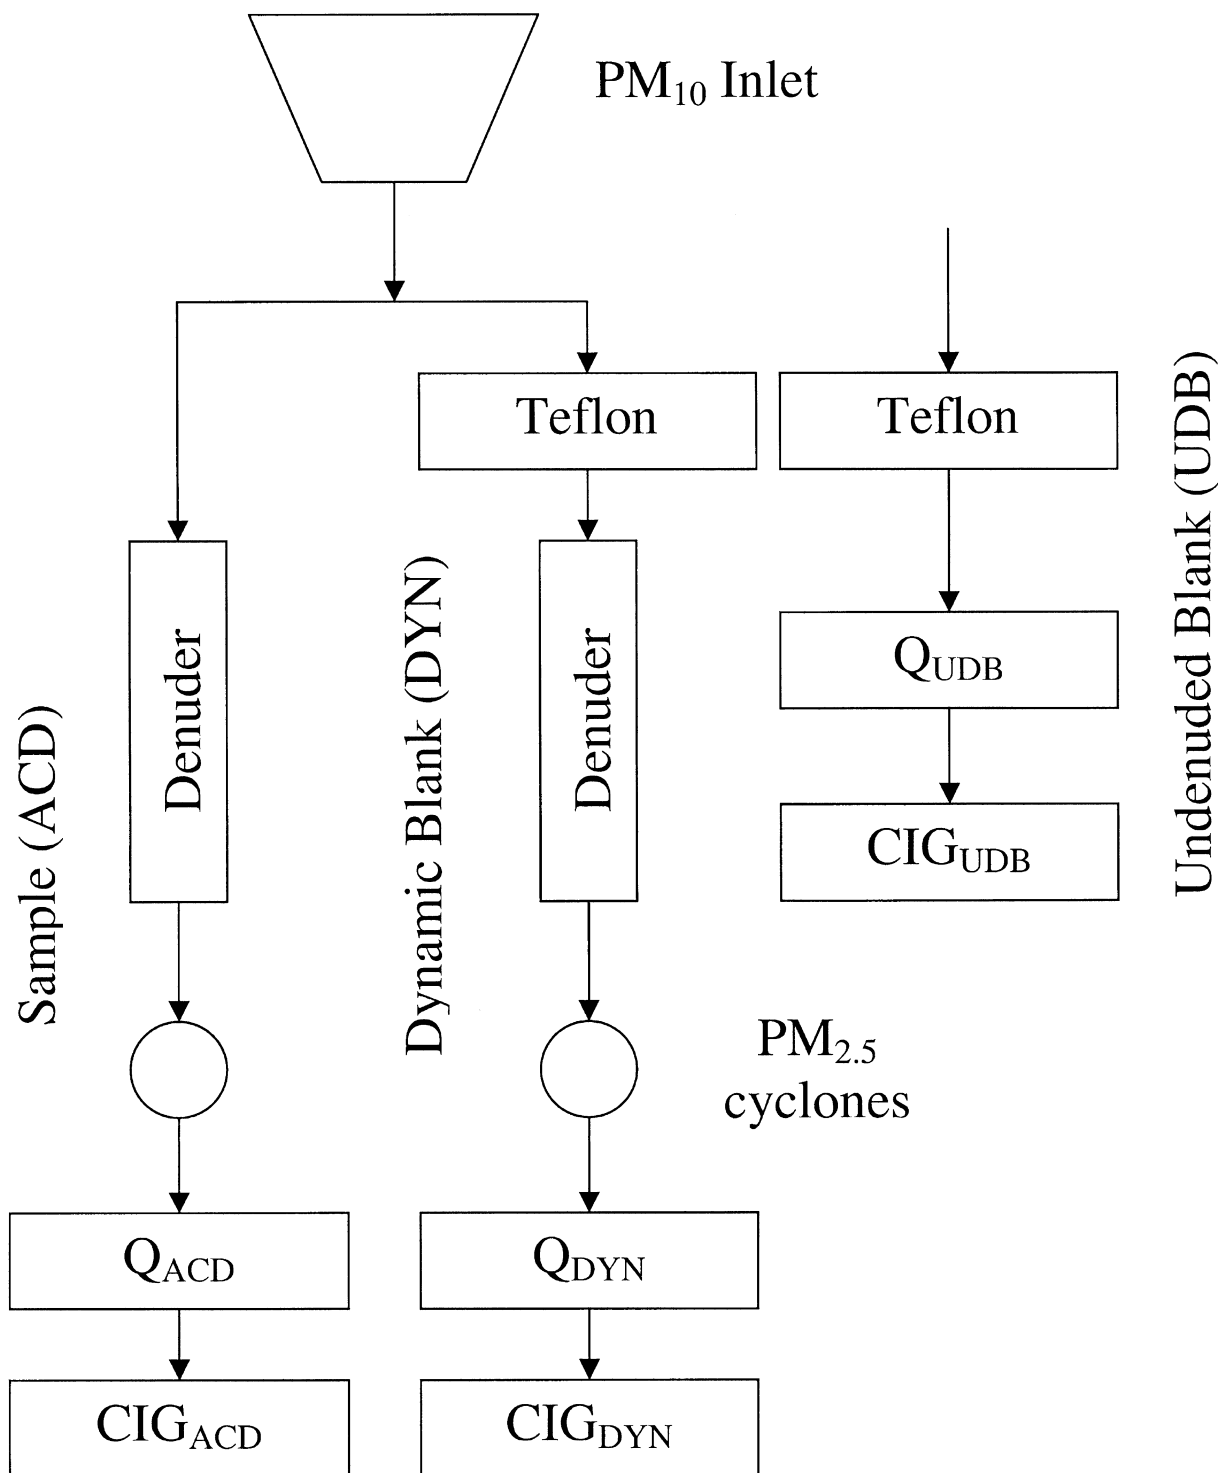 PM10 Inlet
Teflon
Teflon
Denuder
Denuder
Sample (ACD)
Dynamic Blank (DYN)
Undenuded Blank (UDB)
QUDB
CIGUDB
PM2.5
cyclones
QACD
QDYN
CIGACD
CIGDYN